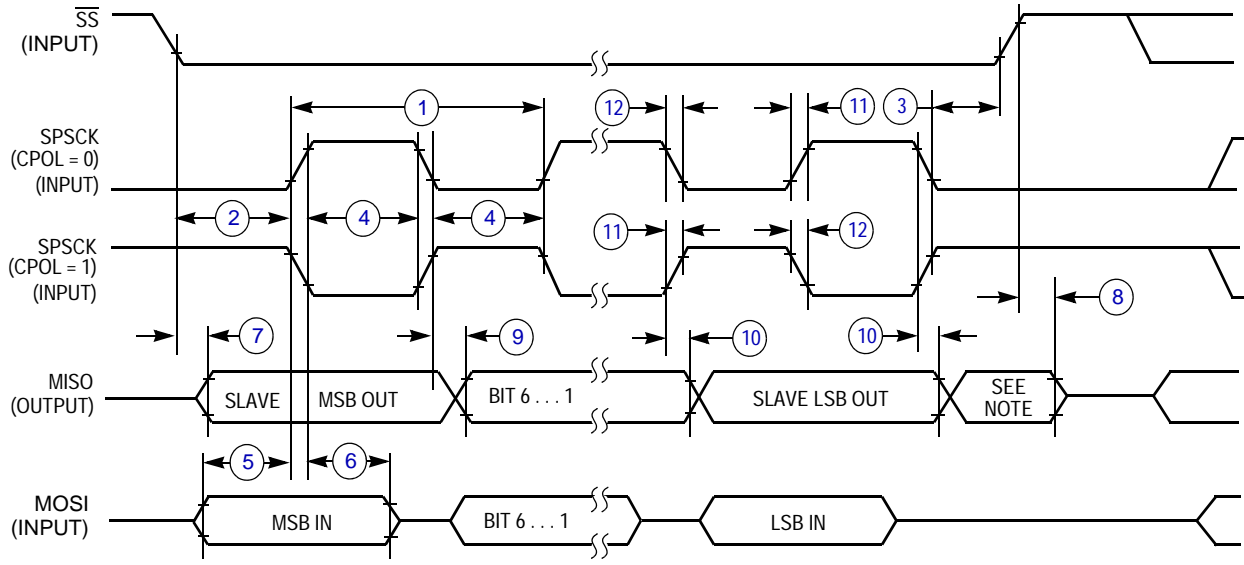 SS
(INPUT)
1
12
11
3
SPSCK
(CPOL = 0)
(INPUT)
2
4
4
11
12
SPSCK
(CPOL = 1)
(INPUT)
7
9
10
10
8
MISO
(OUTPUT)
SLAVE
MSB OUT
BIT 6 . . . 1
SLAVE LSB OUT
SEE
NOTE
5
6
MOSI
(INPUT)
MSB IN
BIT 6 . . . 1
LSB IN